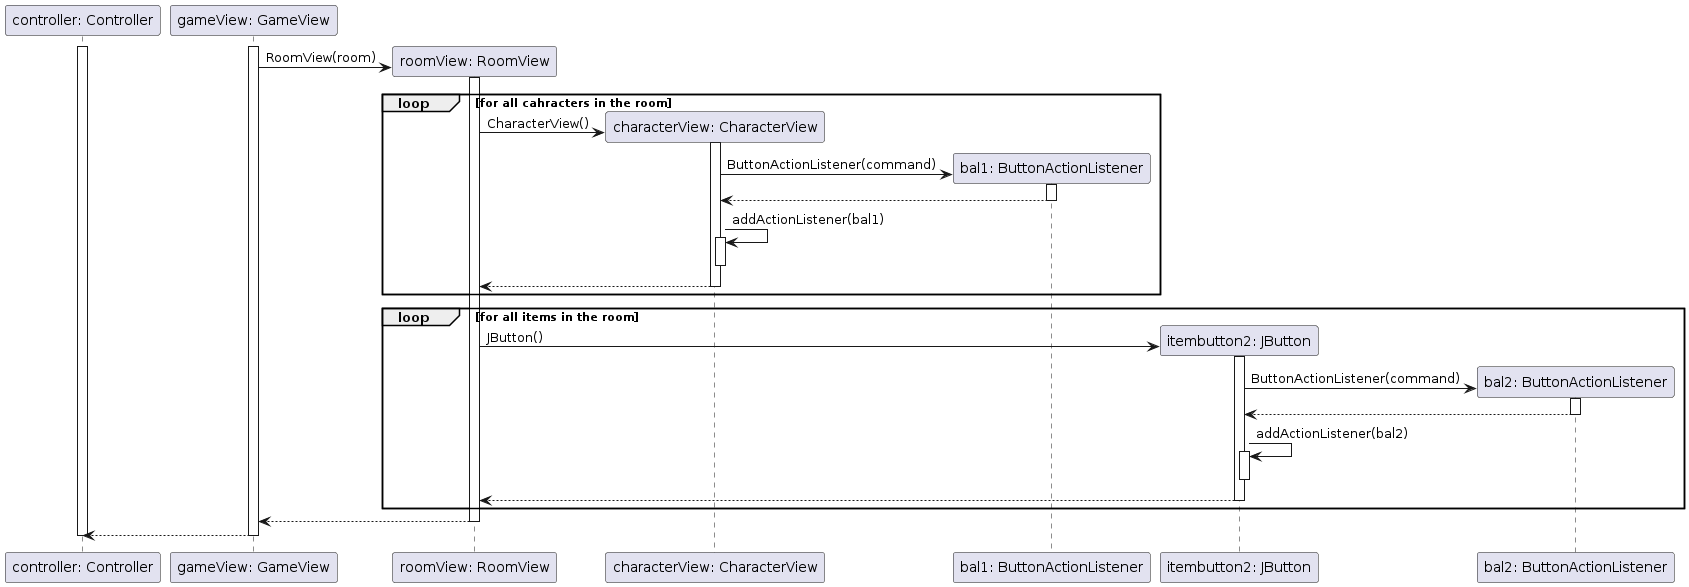 controller: Controller
gameView: GameView
RoomView(room)
roomView: RoomView
loop
[for all cahracters in the room]
CharacterView()
characterView: CharacterView
ButtonActionListener(command)
bal1: ButtonActionListener
addActionListener(bal1)
loop
[for all items in the room]
JButton()
itembutton2: JButton
ButtonActionListener(command)
bal2: ButtonActionListener
addActionListener(bal2)
controller: Controller
gameView: GameView
roomView: RoomView
characterView: CharacterView
bal1: ButtonActionListener
itembutton2: JButton
bal2: ButtonActionListener